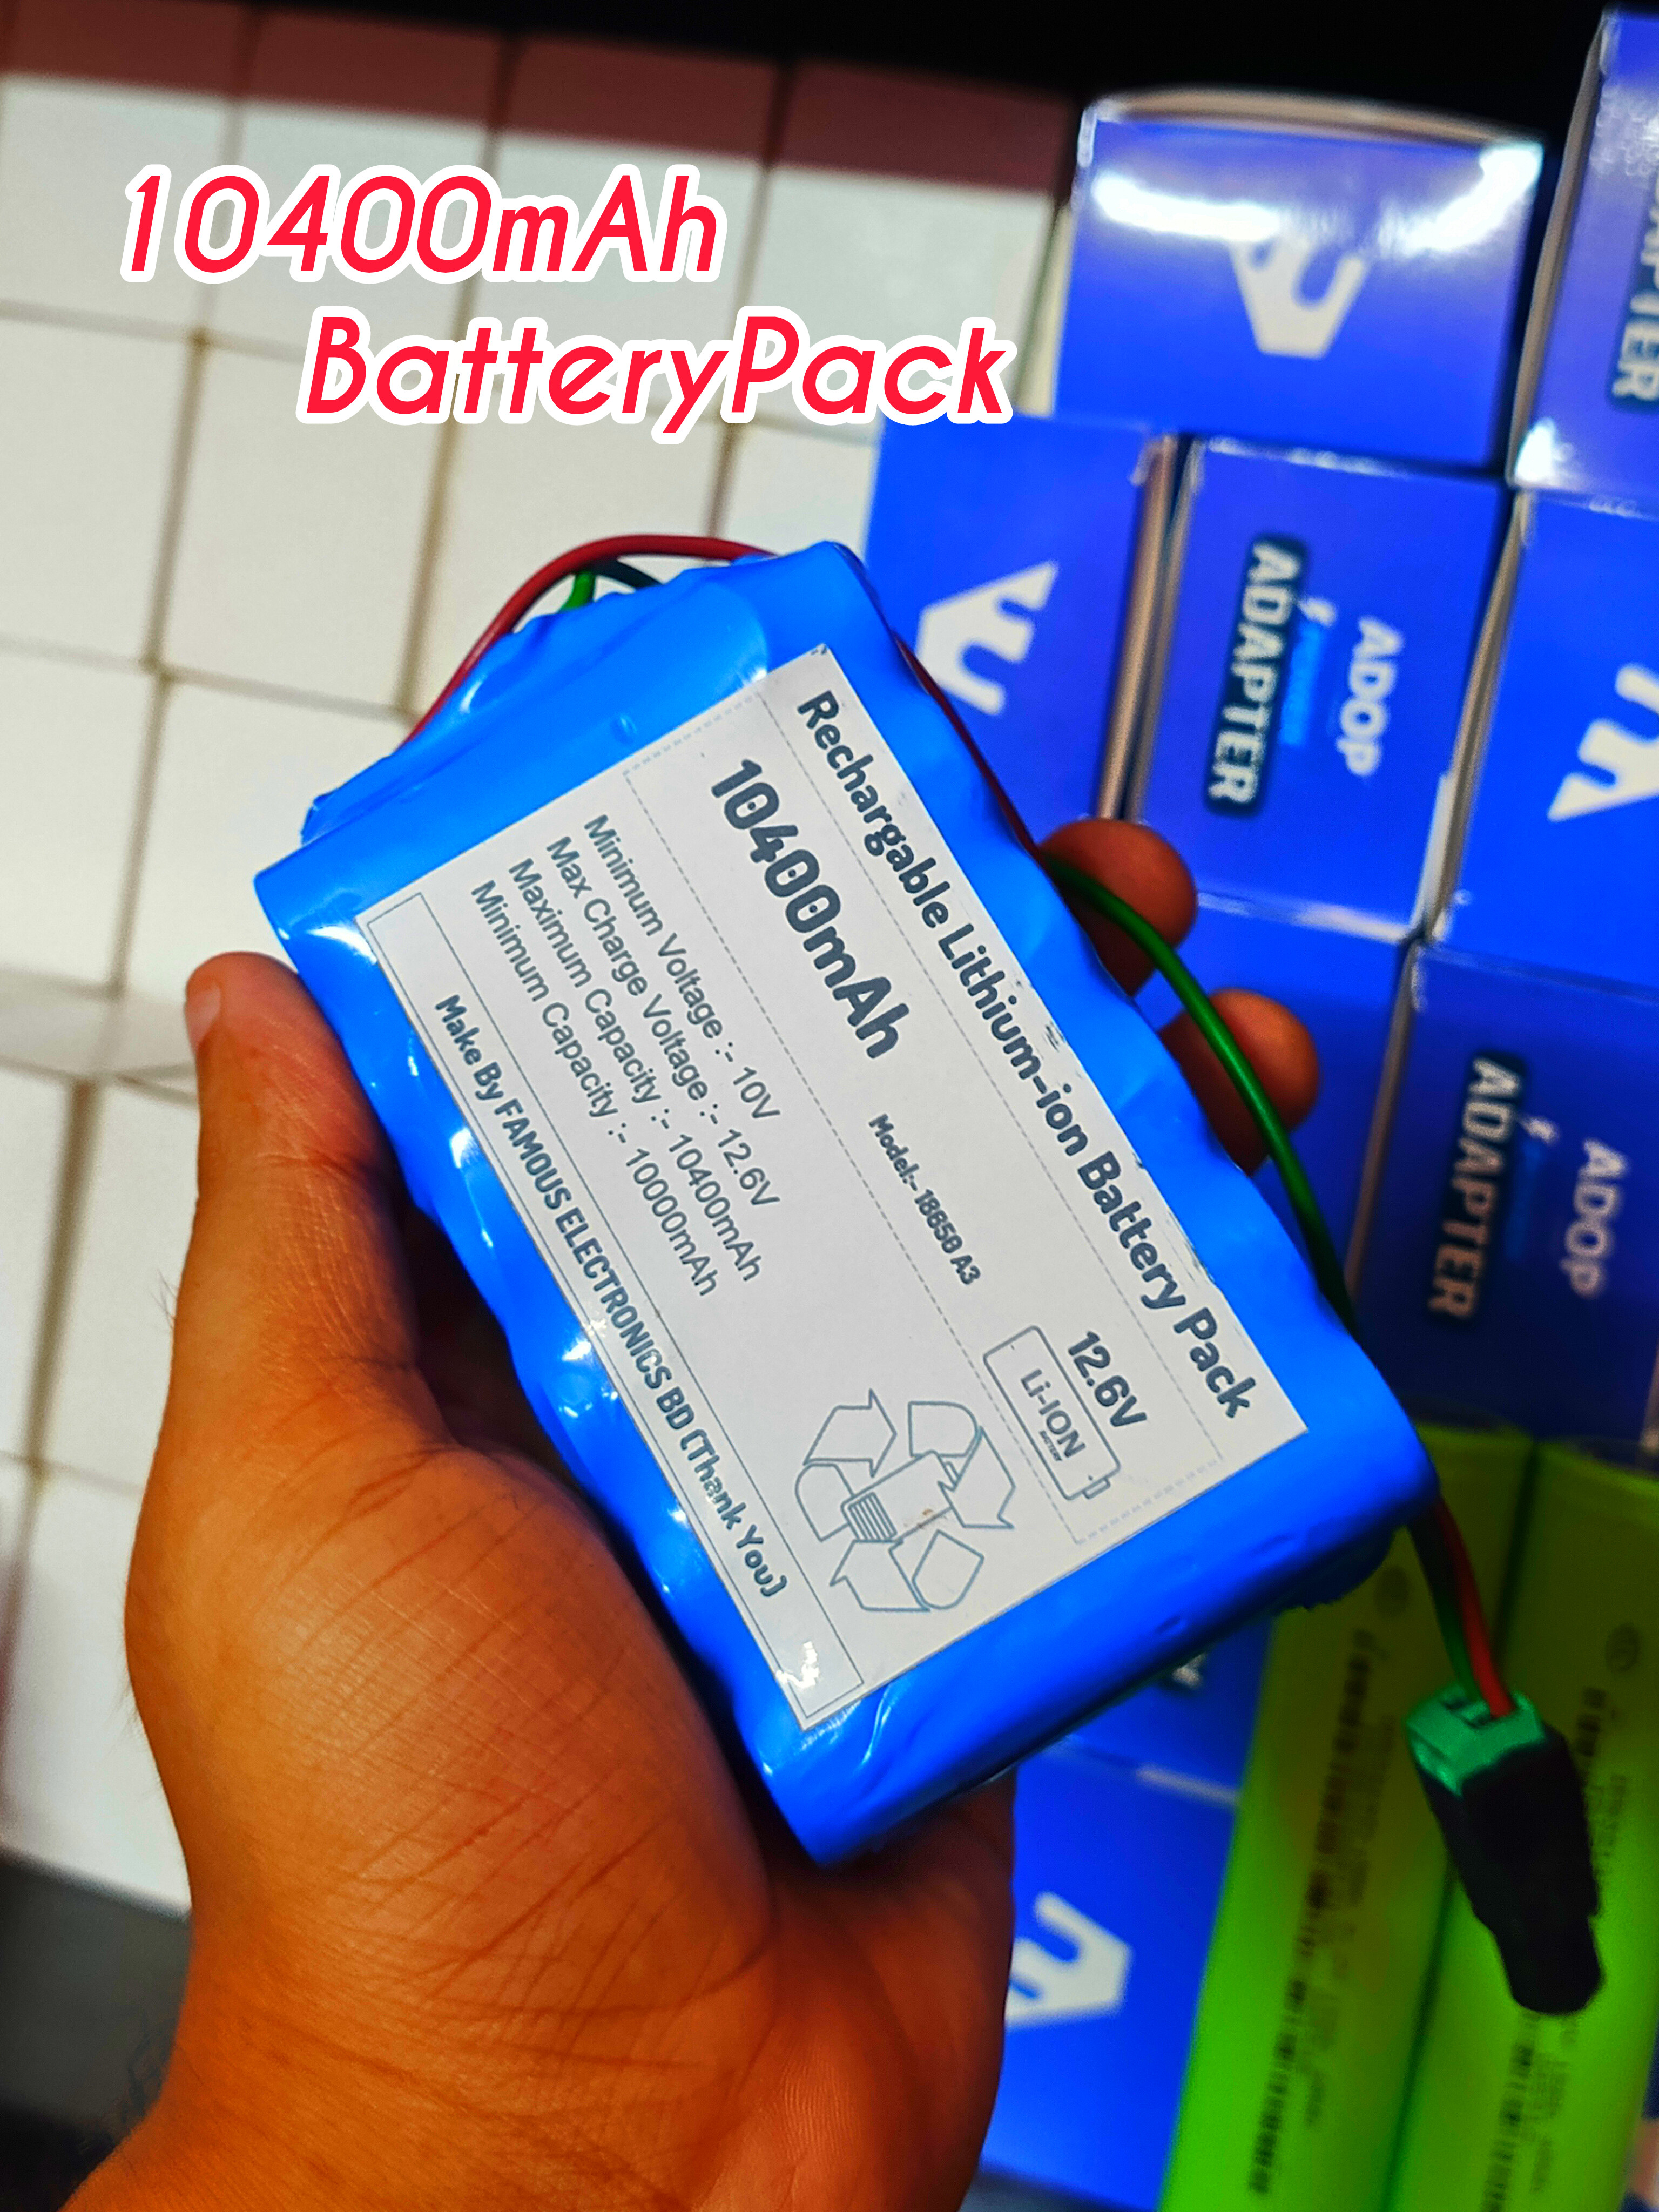 10400mAh
BatteryPack
Rechargable Lithium-ion Battery Pack
10400mAh
Model:- 18650 A3
12.6V
Li-ION
BATTERY
Minimum Voltage :- 10V
Max Charge Voltage :- 12.6V
Maximum Capacity :- 10400mAh
Minimum Capacity :- 10000mAh
Make By FAMOUS ELECTRONICS BD (Thank You)
ADOP
POWER
ADAPTER
ADOP
ADAPTER